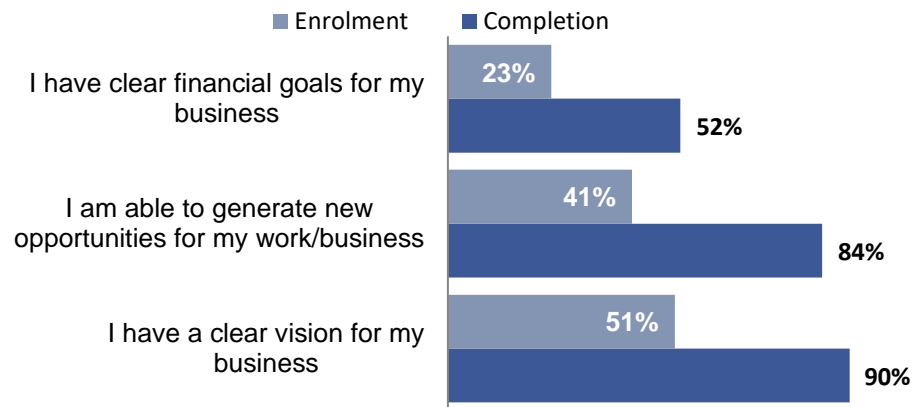 Enrolment Completion
I have clear financial goals for my
business
23%
52%
I am able to generate new
opportunities for my work/business
41%
84%
I have a clear vision for my
business
51%
90%